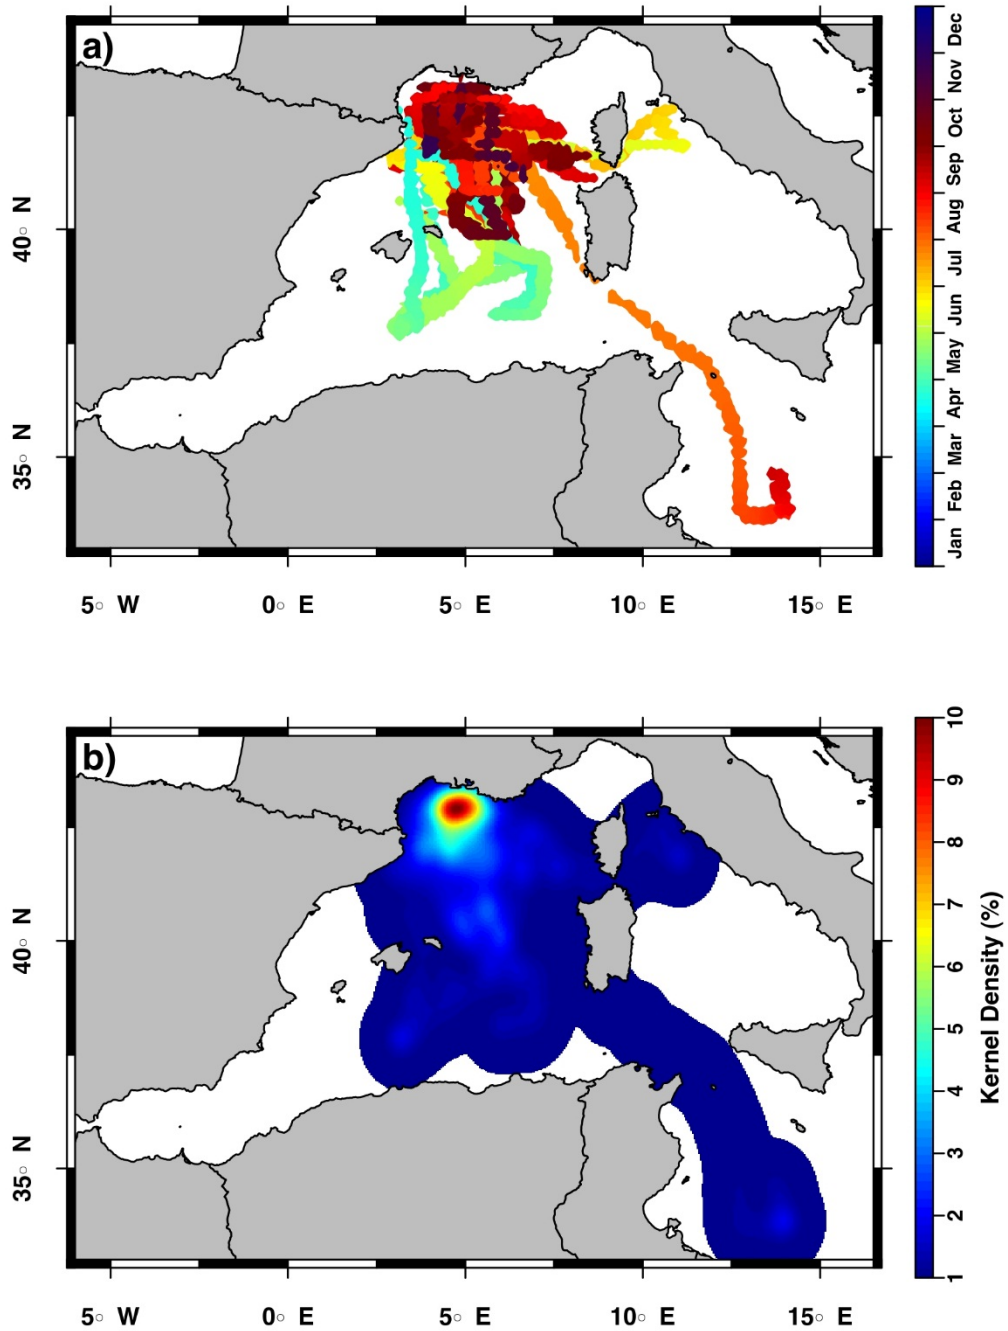 a)
40○ N
35○ N
5○ W 0○ E 5○ E 10○ E 15○ E
Jan Feb Mar Apr May Jun Jul Aug Sep Oct Nov Dec
b)
40○ N
35○ N
5○ W 0○ E 5○ E 10○ E 15○ E
1 2 3 4 5 6 7 8 9 10
Kernel Density (%)